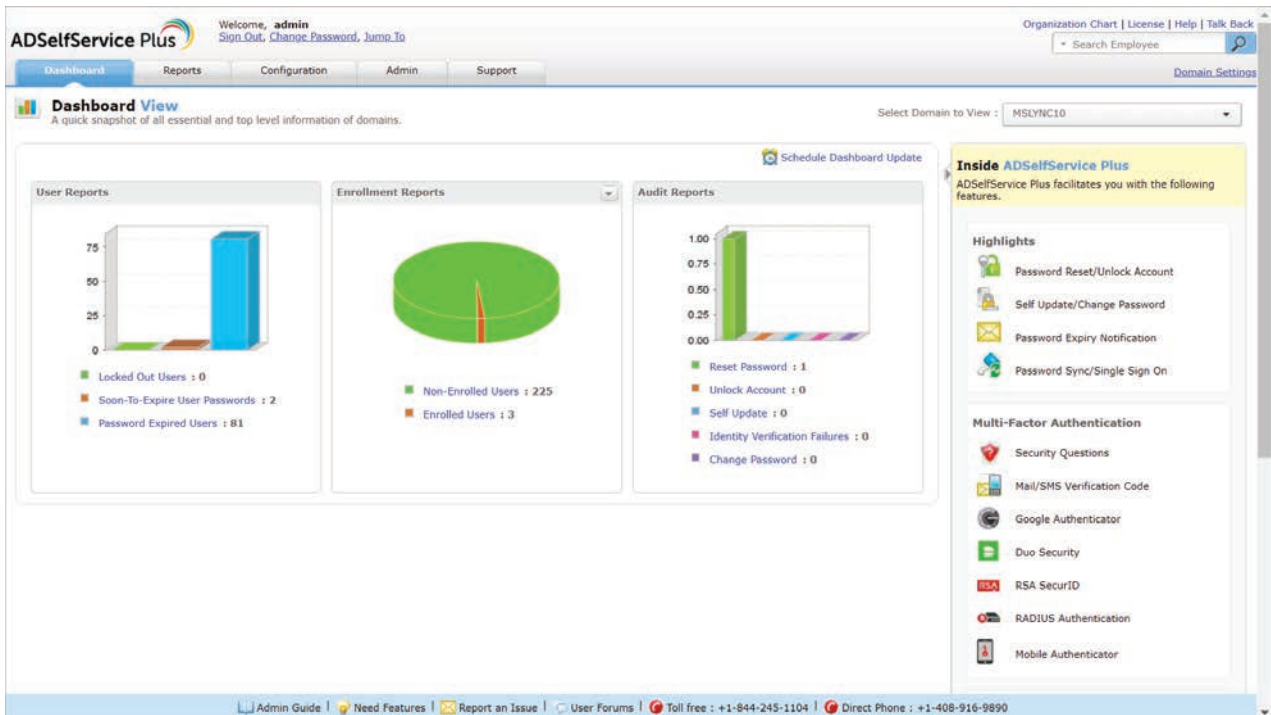 ADSelfService Plus
Welcome, admin
Sign Out, Change Password, Jump To
Organization Chart | License | Help | Talk Back
Search Employee
Dashboard Reports Configuration Admin Support
Domain Settings
Dashboard View
A quick snapshot of all essential and top level information of domains.
Select Domain to View : MSLYNC10
Schedule Dashboard Update
User Reports
75
50
25
0
Locked Out Users : 0
Soon-To-Expire User Passwords : 2
Password Expired Users : 81
Enrollment Reports
Non-Enrolled Users : 225
Enrolled Users : 3
Audit Reports
1.00
0.75
0.50
0.25
0.00
Reset Password : 1
Unlock Account : 0
Self Update : 0
Identity Verification Failures : 0
Change Password : 0
Inside ADSelfService Plus
ADSelfService Plus facilitates you with the following
features.
Highlights
Password Reset/Unlock Account
Self Update/Change Password
Password Expiry Notification
Password Sync/Single Sign On
Multi-Factor Authentication
Security Questions
Mail/SMS Verification Code
Google Authenticator
Duo Security
RSA RSA SecurID
RADIUS Authentication
Mobile Authenticator
Admin Guide | Need Features | Report an Issue | User Forums | Toll free : +1-844-245-1104 | Direct Phone : +1-408-916-9890